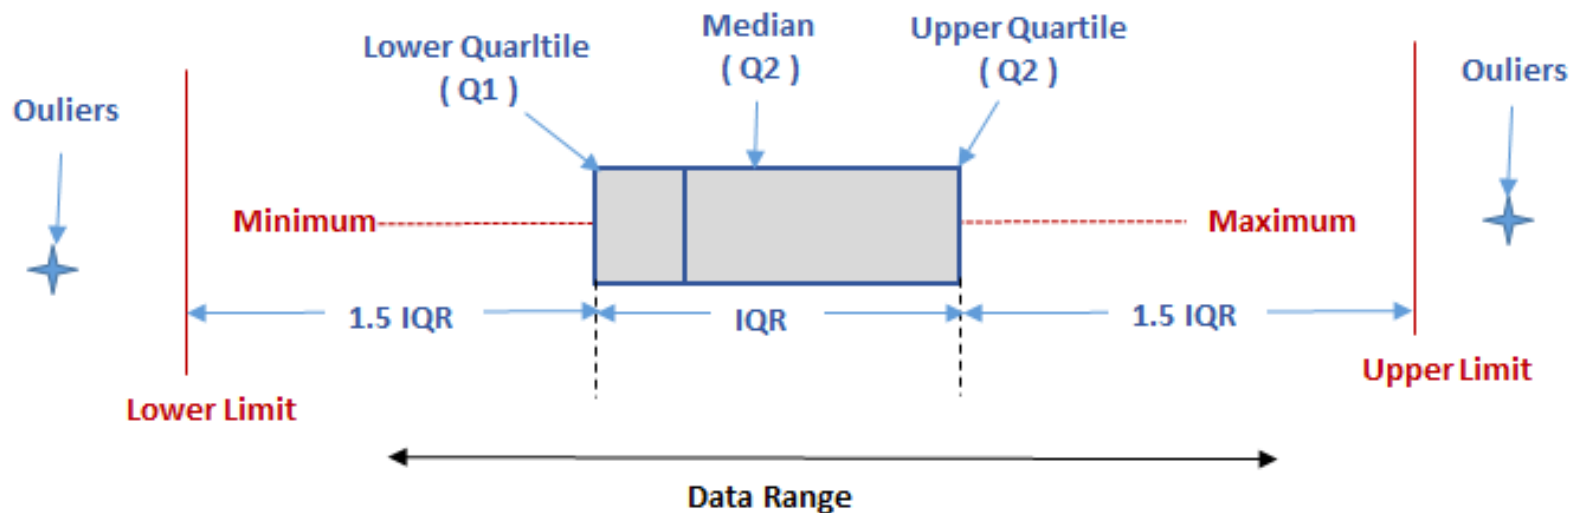 Lower Quarltile
( Q1 )
Median
( Q2 )
Upper Quartile
( Q2 )
Ouliers
Ouliers
Minimum
Maximum
1.5 IQR
IQR
1.5 IQR
Lower Limit
Upper Limit
Data Range